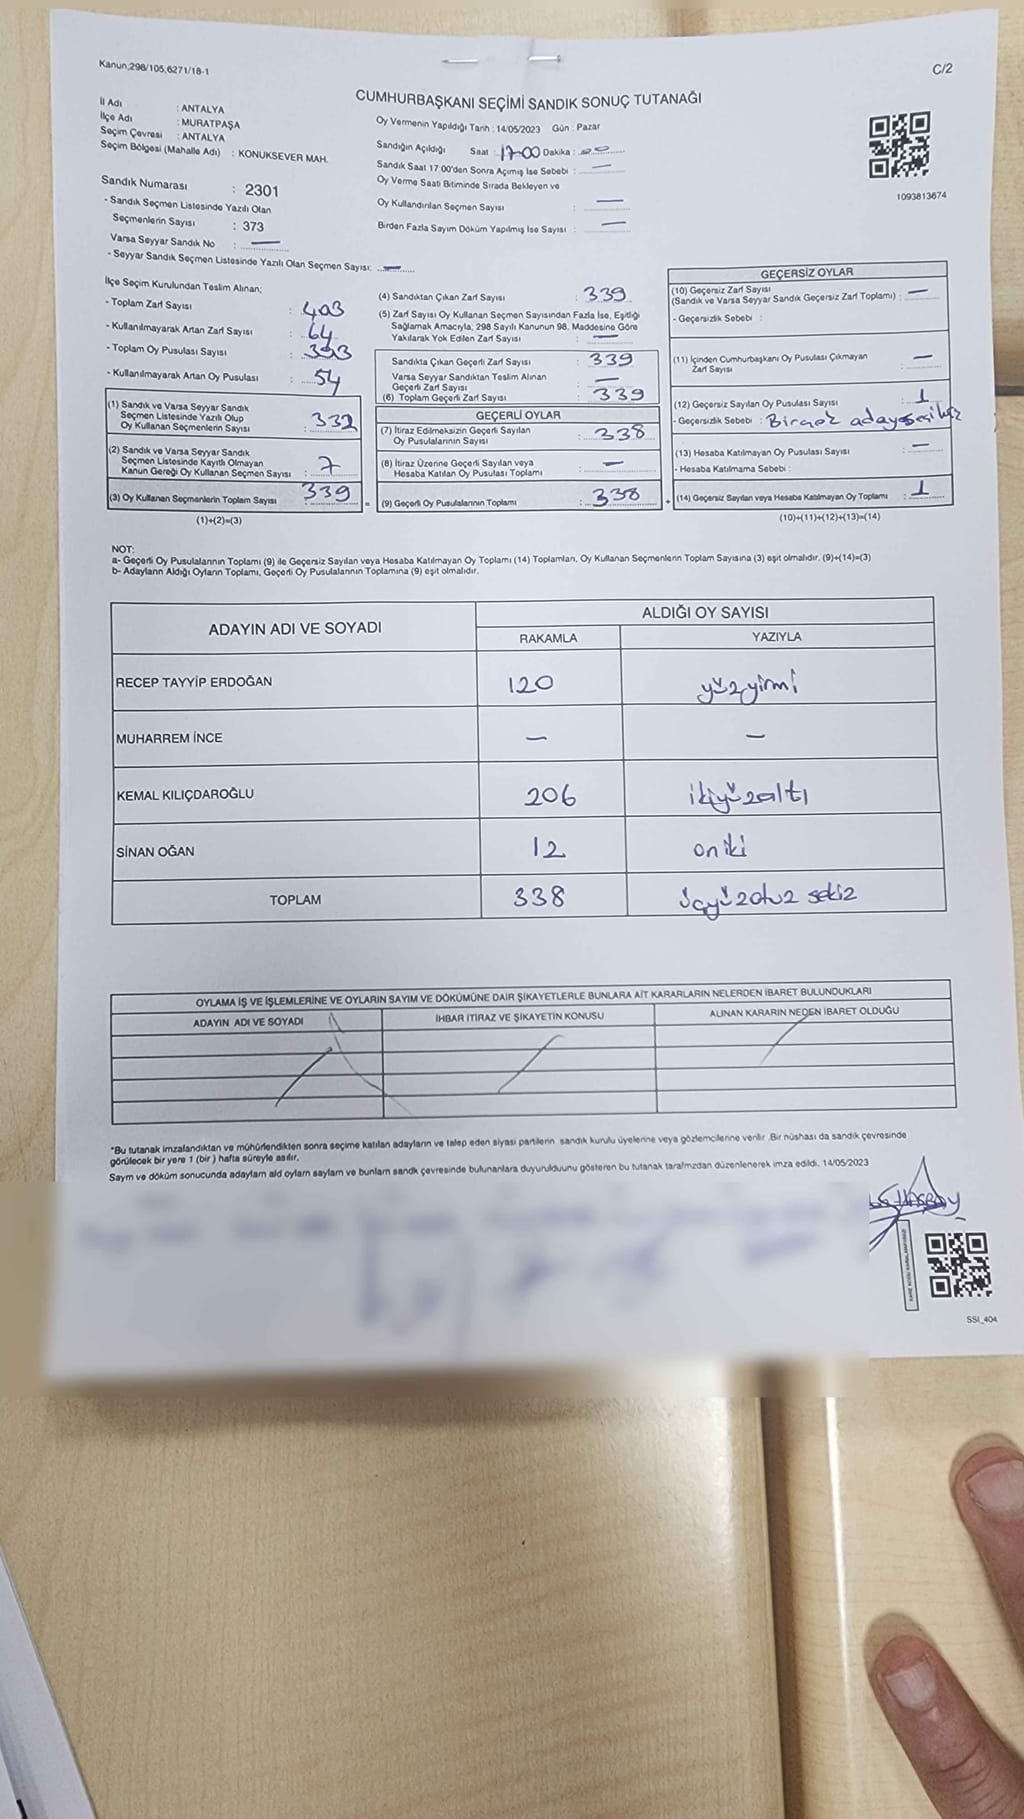 Kanun;298/105,6271/18-1
C/2
CUMHURBAŞKANI SEÇİMİ SANDIK SONUÇ TUTANAĞI
İl Adı : ANTALYA
İlçe Adı : MURATPAŞA
Seçim Çevresi : ANTALYA
Seçim Bölgesi (Mahalle Adı) : KONUKSEVER MAH.
Sandık Numarası : 2301
- Sandık Seçmen Listesinde Yazılı Olan
Seçmenlerin Sayısı : 373
Varsa Seyyar Sandık No : —
- Seyyar Sandık Seçmen Listesinde Yazılı Olan Seçmen Sayısı: —
Oy Vermenin Yapıldığı Tarih : 14/05/2023 Gün : Pazar
Sandığın Açıldığı Saat : 17:00 Dakika : 00
Sandık Saat 17.00'den Sonra Açımış İse Sebebi : —
Oy Verme Saati Bitiminde Sırada Bekleyen ve
Oy Kullandırılan Seçmen Sayısı : —
Birden Fazla Sayım Döküm Yapılmış İse Sayısı : —
1093813674
İlçe Seçim Kurulundan Teslim Alınan;
- Toplam Zarf Sayısı : 403
- Kullanılmayarak Artan Zarf Sayısı : 64
- Toplam Oy Pusulası Sayısı : 393
- Kullanılmayarak Artan Oy Pusulası : 54
(1) Sandık ve Varsa Seyyar Sandık
Seçmen Listesinde Yazılı Olup
Oy Kullanan Seçmenlerin Sayısı : 332
(2) Sandık ve Varsa Seyyar Sandık
Seçmen Listesinde Kayıtlı Olmayan
Kanun Gereği Oy Kullanan Seçmen Sayısı : 7
(3) Oy Kullanan Seçmenlerin Toplam Sayısı : 339 =
(1)+(2)=(3)
(4) Sandıktan Çıkan Zarf Sayısı : 339
(5) Zarf Sayısı Oy Kullanan Seçmen Sayısından Fazla İse, Eşitliği
Sağlamak Amacıyla, 298 Sayılı Kanunun 98. Maddesine Göre
Yakılarak Yok Edilen Zarf Sayısı : —
Sandıkta Çıkan Geçerli Zarf Sayısı : 339
Varsa Seyyar Sandıktan Teslim Alınan
Geçerli Zarf Sayısı : —
(6) Toplam Geçerli Zarf Sayısı : 339
GEÇERLİ OYLAR
(7) İtiraz Edilmeksizin Geçerli Sayılan
Oy Pusulalarının Sayısı : 338
(8) İtiraz Üzerine Geçerli Sayılan veya
Hesaba Katılan Oy Pusulası Toplamı : —
(9) Geçerli Oy Pusulalarının Toplamı : 338 +
GEÇERSİZ OYLAR
(10) Geçersiz Zarf Sayısı
(Sandık ve Varsa Seyyar Sandık Geçersiz Zarf Toplamı) : —
- Geçersizlik Sebebi :
(11) İçinden Cumhurbaşkanı Oy Pusulası Çıkmayan
Zarf Sayısı : —
(12) Geçersiz Sayılan Oy Pusulası Sayısı : 1
- Geçersizlik Sebebi : Birçok aday
(13) Hesaba Katılmayan Oy Pusulası Sayısı : —
- Hesaba Katılmama Sebebi :
(14) Geçersiz Sayılan veya Hesaba Katılmayan Oy Toplamı : 1
(10)+(11)+(12)+(13)=(14)
NOT:
a- Geçerli Oy Pusulalarının Toplamı (9) ile Geçersiz Sayılan veya Hesaba Katılmayan Oy Toplamı (14) Toplamları, Oy Kullanan Seçmenlerin Toplam Sayısına (3) eşit olmalıdır. (9)+(14)=(3)
b- Adayların Aldığı Oyların Toplamı, Geçerli Oy Pusulalarının Toplamına (9) eşit olmalıdır.
ADAYIN ADI VE SOYADI ALDIĞI OY SAYISI
RAKAMLA YAZIYLA
RECEP TAYYİP ERDOĞAN 120 yüzyirmi
MUHARREM İNCE — —
KEMAL KILIÇDAROĞLU 206 ikiyüzaltı
SİNAN OĞAN 12 oniki
TOPLAM 338 üçyüzotuz sekiz
OYLAMA İŞ VE İŞLEMLERİNE VE OYLARIN SAYIM VE DÖKÜMÜNE DAİR ŞİKAYETLERLE BUNLARA AİT KARARLARIN NELERDEN İBARET BULUNDUKLARI
ADAYIN ADI VE SOYADI İHBAR İTİRAZ VE ŞİKAYETİN KONUSU ALINAN KARARIN NEDEN İBARET OLDUĞU
*Bu tutanak imzalandıktan ve mühürlendikten sonra seçime katılan adayların ve talep eden siyasi partilerin sandık kurulu üyelerine veya gözlemcilerine verilir .Bir nüshası da sandık çevresinde
görülecek bir yere 1 (bir ) hafta süreyle asılır.
Sayım ve döküm sonucunda adayların ald oyların sayları ve bunların sandk çevresinde bulunanlara duyurulduunu gösteren bu tutanak tarafmzdan düzenlenerek imza edildi. 14/05/2023
SSI_404